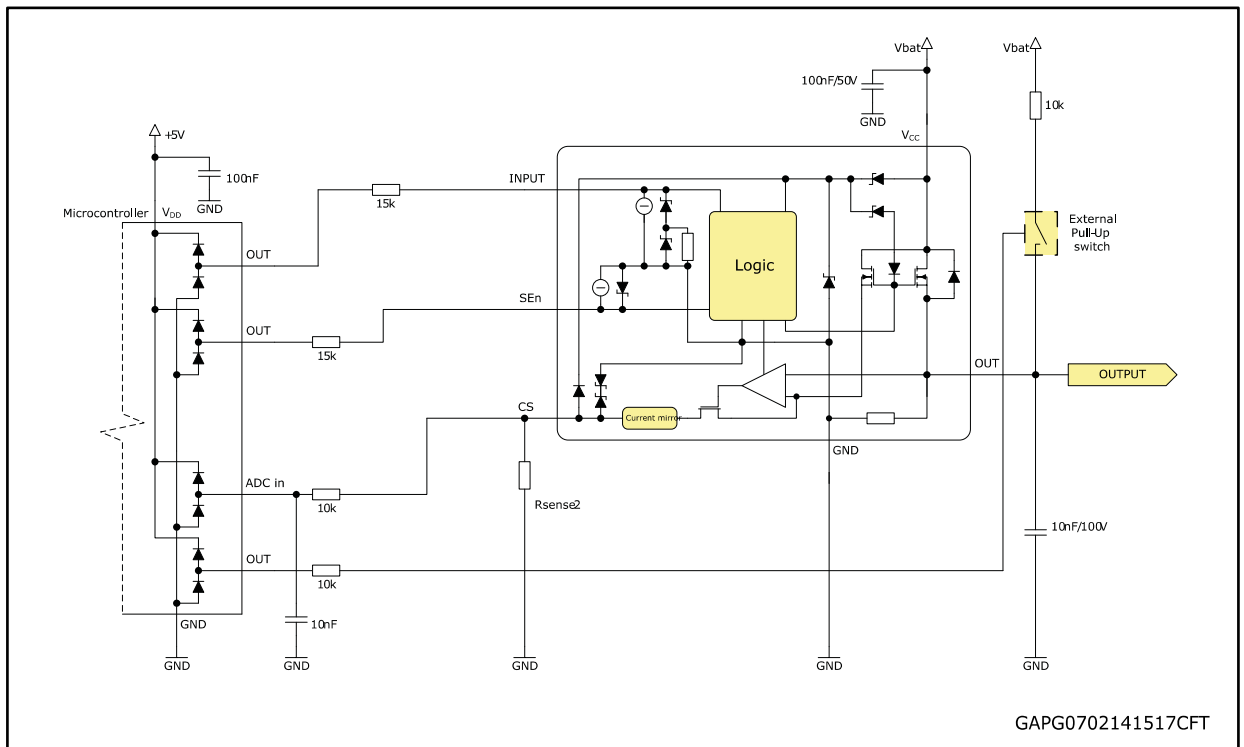 Vbat
Vbat
100nF/50V
GND
10k
+5V
VCC
100nF
GND
INPUT
15k
Microcontroller
VDD
OUT
External
Pull-Up
switch
Logic
SEn
OUT
15k
OUT
OUTPUT
CS
Current mirror
GND
ADC in
10k
Rsense2
10nF/100V
OUT
10k
GND
10nF
GND
GND
GND
GND
GND
GAPG0702141517CFT